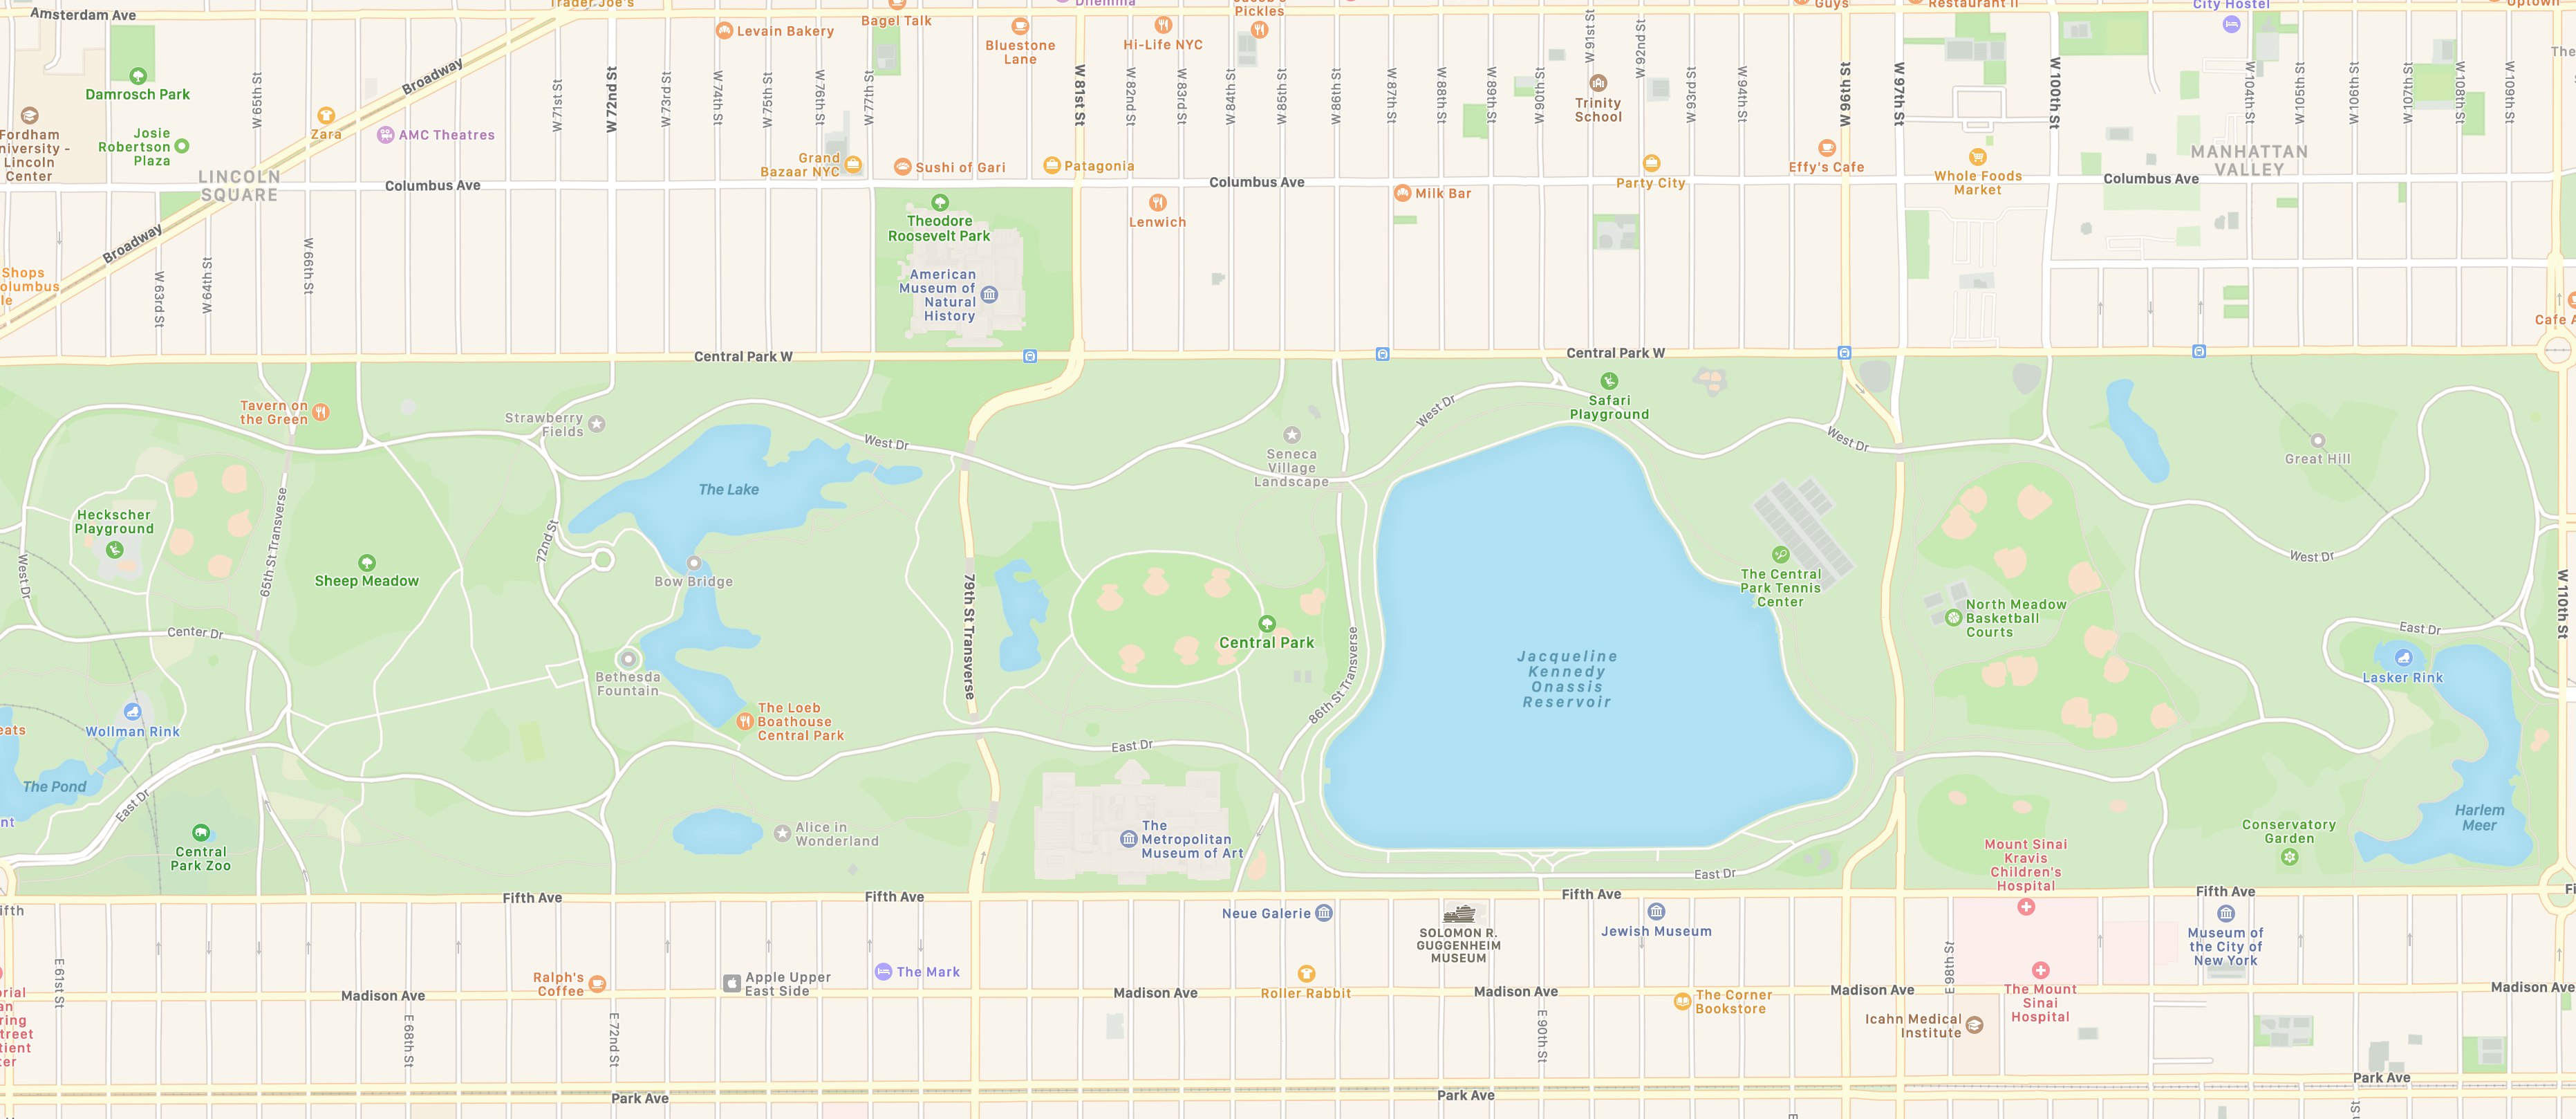 Amsterdam Ave
Trader Joe's
Bagel Talk
Dilemma
Pickles
Guys
Restaurant II
City Hostel
Uptown
Levain Bakery
Bluestone
Lane
Hi-Life NYC
Damrosch Park
Broadway
Josie
Robertson
Plaza
Zara
AMC Theatres
W 65th St
W 71st St
W 72nd St
W 73rd St
W 74th St
W 75th St
W 76th St
W 77th St
W 81st St
W 82nd St
W 83rd St
W 84th St
W 85th St
W 86th St
W 87th St
W 88th St
W 89th St
W 90th St
W 91st St
W 92nd St
W 93rd St
W 94th St
W 96th St
W 97th St
W 100th St
W 104th St
W 105th St
W 106th St
W 107th St
W 108th St
W 109th St
The
Trinity
School
Fordham
niversity -
Lincoln
Center
LINCOLN
SQUARE
Columbus Ave
Grand
Bazaar NYC
Sushi of Gari
Patagonia
Columbus Ave
Milk Bar
Party City
Effy's Cafe
Whole Foods
Market
Columbus Ave
MANHATTAN
VALLEY
Lenwich
Theodore
Roosevelt Park
American
Museum of
Natural
History
Broadway
W 63rd St
W 64th St
W 66th St
Shops
olumbus
le
Cafe A
Central Park W
Central Park W
Tavern on
the Green
Strawberry
Fields
West Dr
The Lake
Seneca
Village
Landscape
West Dr
Safari
Playground
West Dr
Great Hill
Heckscher
Playground
65th St Transverse
Sheep Meadow
72nd St
Bow Bridge
79th St Transverse
Central Park
86th St Transverse
The Central
Park Tennis
Center
North Meadow
Basketball
Courts
West Dr
East Dr
Lasker Rink
W 110th St
West Dr
Center Dr
Bethesda
Fountain
Jacqueline
Kennedy
Onassis
Reservoir
The Loeb
Boathouse
Central Park
East Dr
eats
Wollman Rink
The Pond
East Dr
nt
Central
Park Zoo
Alice in
Wonderland
The
Metropolitan
Museum of Art
East Dr
Mount Sinai
Kravis
Children's
Hospital
Conservatory
Garden
Harlem
Meer
ifth
Fifth Ave
Fifth Ave
Fifth Ave
Fifth Ave
Fi
Neue Galerie
SOLOMON R.
GUGGENHEIM
MUSEUM
Jewish Museum
Museum of
the City of
New York
E 61st St
Ralph's
Coffee
Apple Upper
East Side
The Mark
Roller Rabbit
The Corner
Bookstore
E 98th St
The Mount
Sinai
Hospital
Icahn Medical
Institute
Madison Ave
Madison Ave
Madison Ave
Madison Ave
Madison Ave
orial
an
ring
treet
tient
ter
E 68th St
E 72nd St
E 90th St
Park Ave
Park Ave
Park Ave